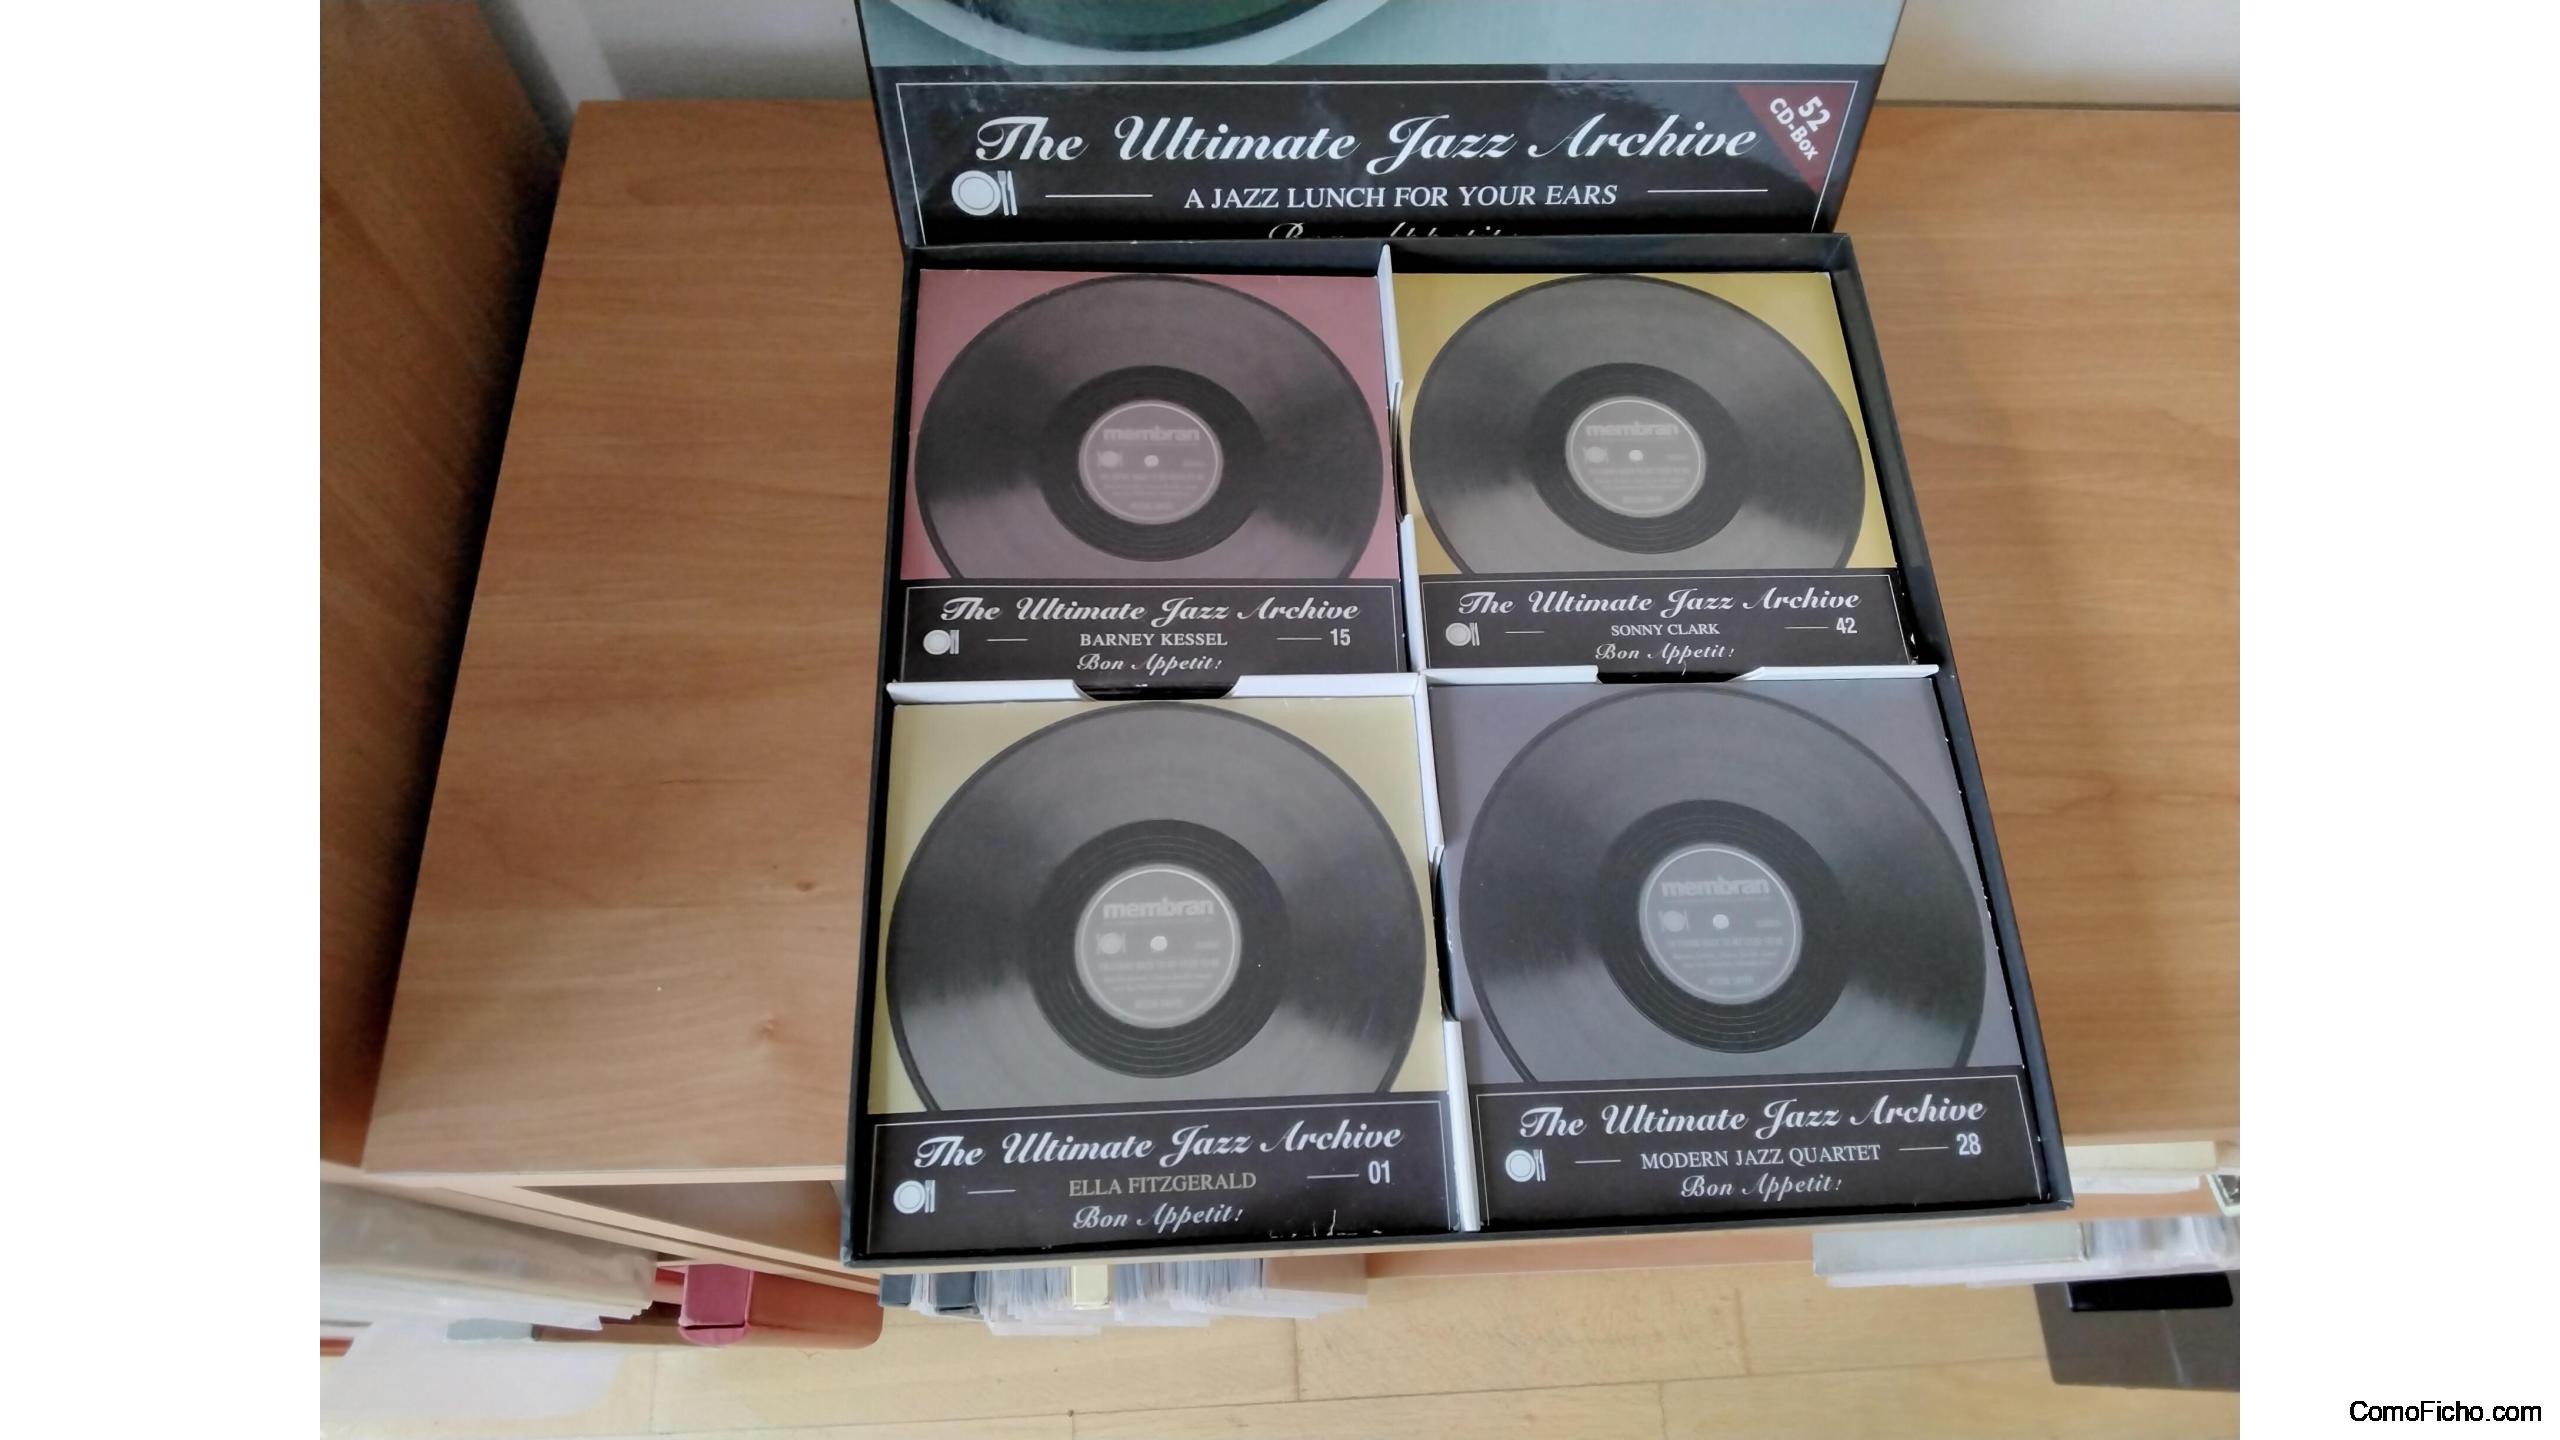 The Ultimate Jazz Archive
52
CD-Box
A JAZZ LUNCH FOR YOUR EARS
Bon Appetit!
membran
The Ultimate Jazz Archive
BARNEY KESSEL
15
Bon Appetit!
membran
The Ultimate Jazz Archive
SONNY CLARK
42
Bon Appetit!
membran
The Ultimate Jazz Archive
ELLA FITZGERALD
01
Bon Appetit!
membran
The Ultimate Jazz Archive
MODERN JAZZ QUARTET
28
Bon Appetit!
ComoFicho.com